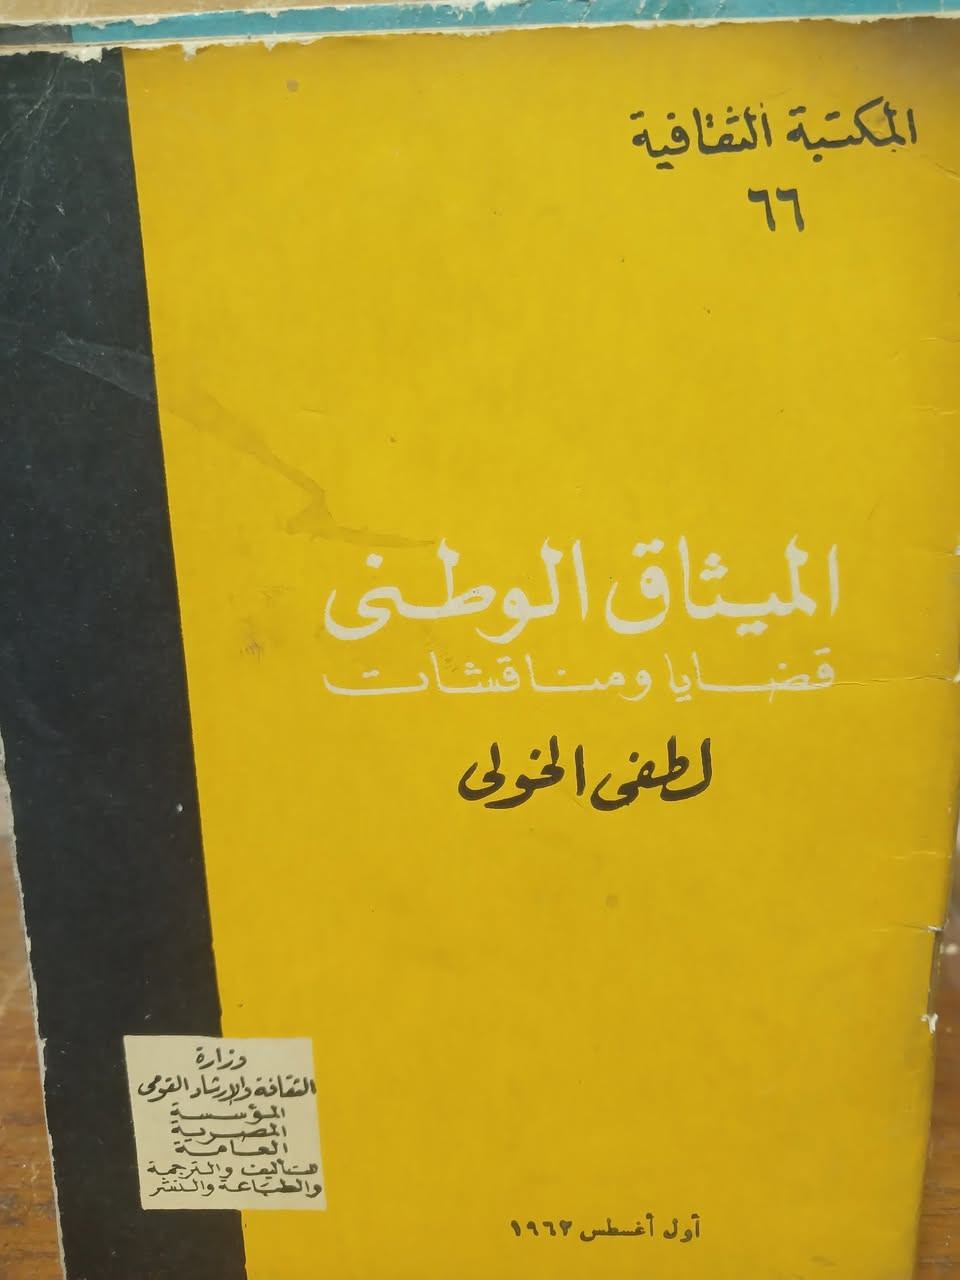 المكتبة الثقافية
٦٦
الميثاق الوطنى
قضايا ومناقشات
لطفى الخولى
وزارة
الثقافة والإرشاد القومى
المؤسسة
المصرية
العامة
للتأليف والترجمة
والطباعة والنشر
أول أغسطس ١٩٦٢